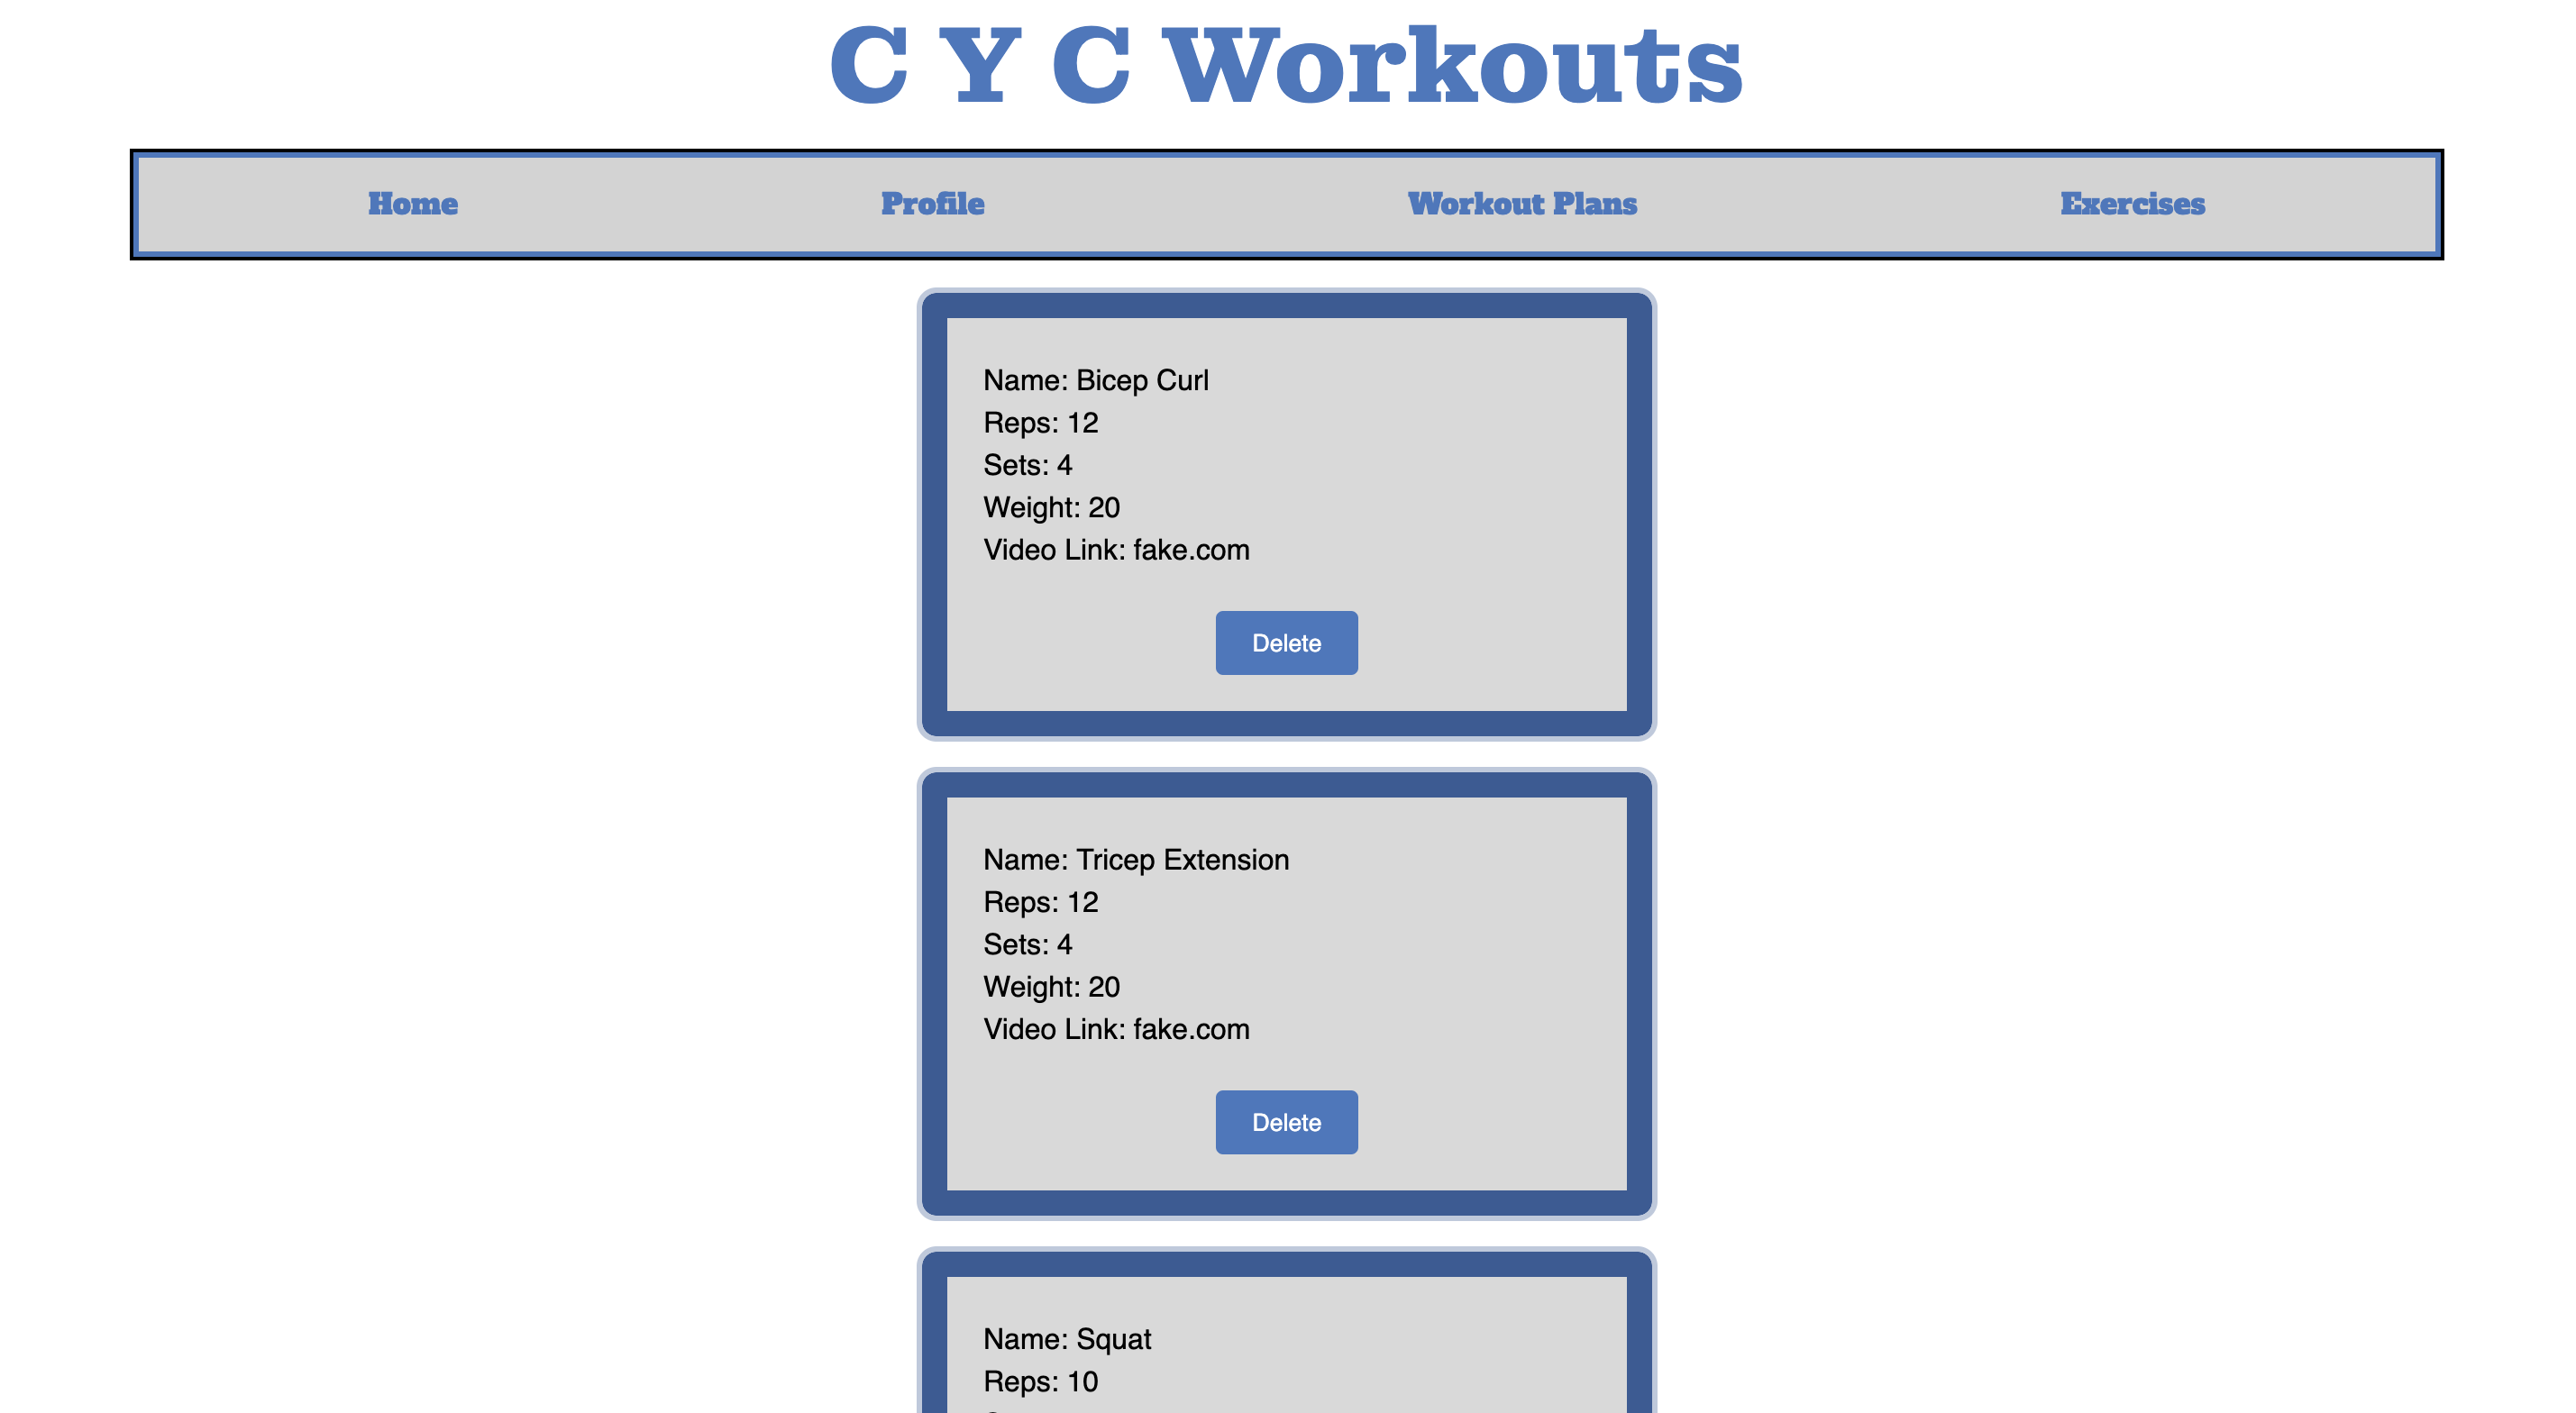 C Y C Workouts
Home Profile Workout Plans Exercises
Name: Bicep Curl
Reps: 12
Sets: 4
Weight: 20
Video Link: fake.com
Delete
Name: Tricep Extension
Reps: 12
Sets: 4
Weight: 20
Video Link: fake.com
Delete
Name: Squat
Reps: 10